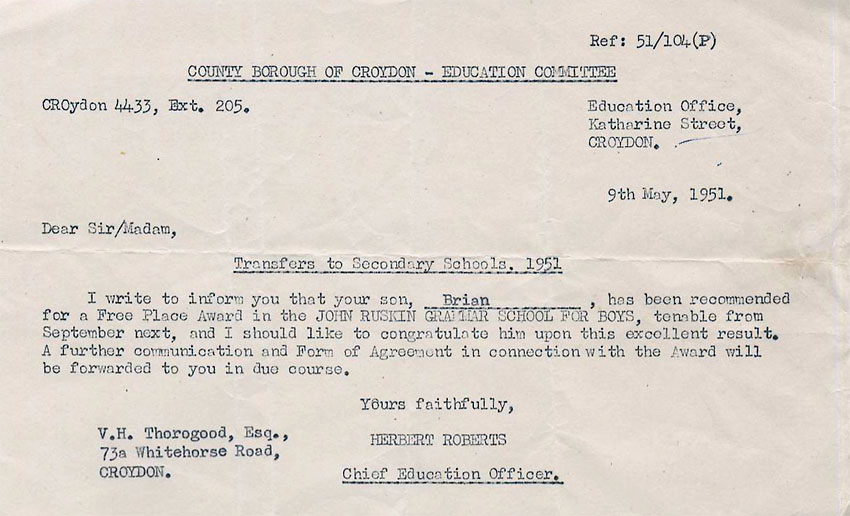 Ref: 51/104(P)
COUNTY BOROUGH OF CROYDON - EDUCATION COMMITTEE
CROydon 4433, Ext. 205.
Education Office,
Katharine Street,
CROYDON.
9th May, 1951.
Dear Sir/Madam,
Transfers to Secondary Schools. 1951
I write to inform you that your son, Brian, has been recommended
for a Free Place Award in the JOHN RUSKIN GRAMMAR SCHOOL FOR BOYS, tenable from
September next, and I should like to congratulate him upon this excellent result.
A further communication and Form of Agreement in connection with the Award will
be forwarded to you in due course.
Yours faithfully,
HERBERT ROBERTS
Chief Education Officer.
V.H. Thorogood, Esq.,
73a Whitehorse Road,
CROYDON.